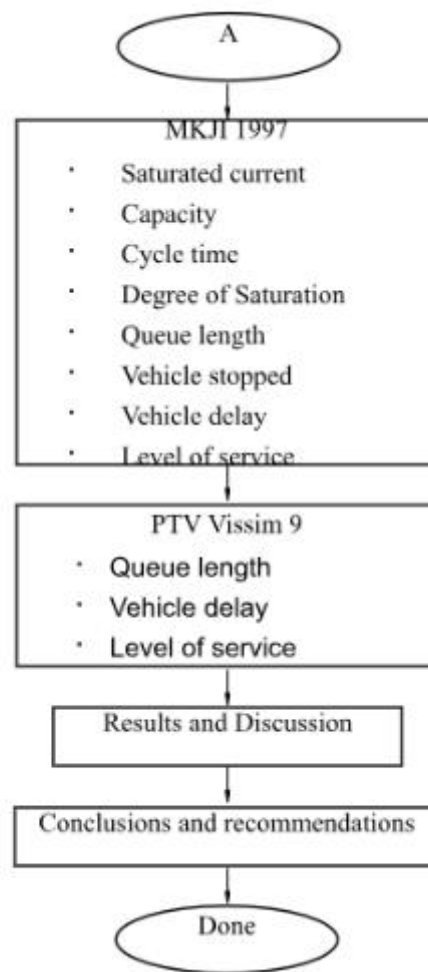 A
MKJI 1997
· Saturated current
· Capacity
· Cycle time
· Degree of Saturation
· Queue length
· Vehicle stopped
· Vehicle delay
· Level of service
PTV Vissim 9
· Queue length
· Vehicle delay
· Level of service
Results and Discussion
Conclusions and recommendations
Done